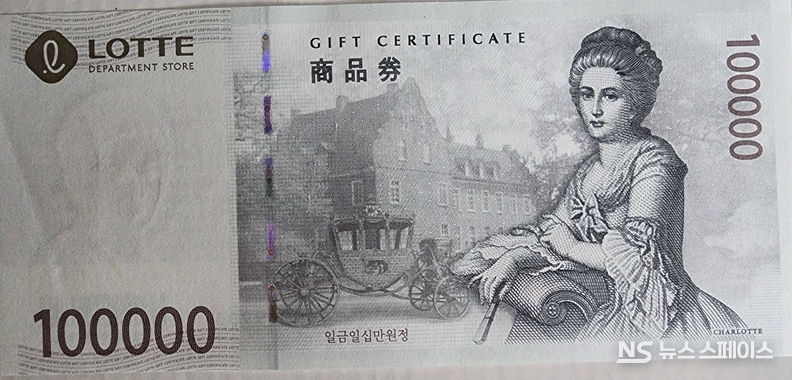 LOTTE
DEPARTMENT STORE
GIFT CERTIFICATE
商品券
100000
100000
일금일십만원정
CHARLOTTE
NS 뉴스스페이스